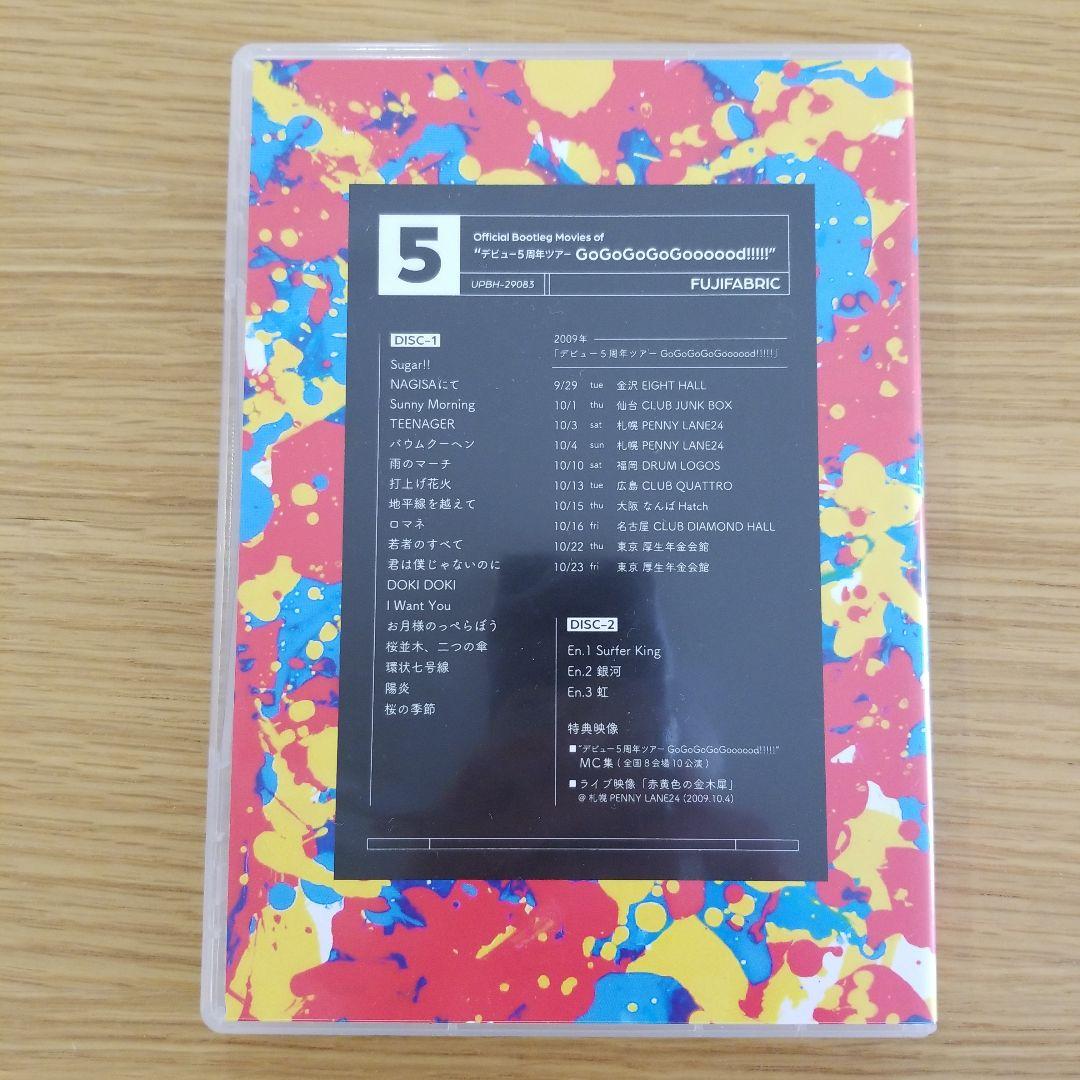 5
Official Bootleg Movies of
“デビュー5周年ツアー GoGoGoGoGoooood!!!!!”
UPBH-29083
FUJIFABRIC
DISC-1
Sugar!!
NAGISAにて
Sunny Morning
TEENAGER
バウムクーヘン
雨のマーチ
打上げ花火
地平線を越えて
ロマネ
若者のすべて
君は僕じゃないのに
DOKI DOKI
I Want You
お月様のっぺらぼう
桜並木、二つの傘
環状七号線
陽炎
桜の季節
2009年
「デビュー5周年ツアー GoGoGoGoGoooood!!!!!」
9/29 tue 金沢 EIGHT HALL
10/1 thu 仙台 CLUB JUNK BOX
10/3 sat 札幌 PENNY LANE24
10/4 sun 札幌 PENNY LANE24
10/10 sat 福岡 DRUM LOGOS
10/13 tue 広島 CLUB QUATTRO
10/15 thu 大阪 なんばHatch
10/16 fri 名古屋 CLUB DIAMOND HALL
10/22 thu 東京 厚生年金会館
10/23 fri 東京 厚生年金会館
DISC-2
En.1 Surfer King
En.2 銀河
En.3 虹
特典映像
■“デビュー5周年ツアー GoGoGoGoGoooood!!!!!”
MC集(全国8会場10公演)
■ライブ映像「赤黄色の金木犀」
@札幌 PENNY LANE24 (2009.10.4)